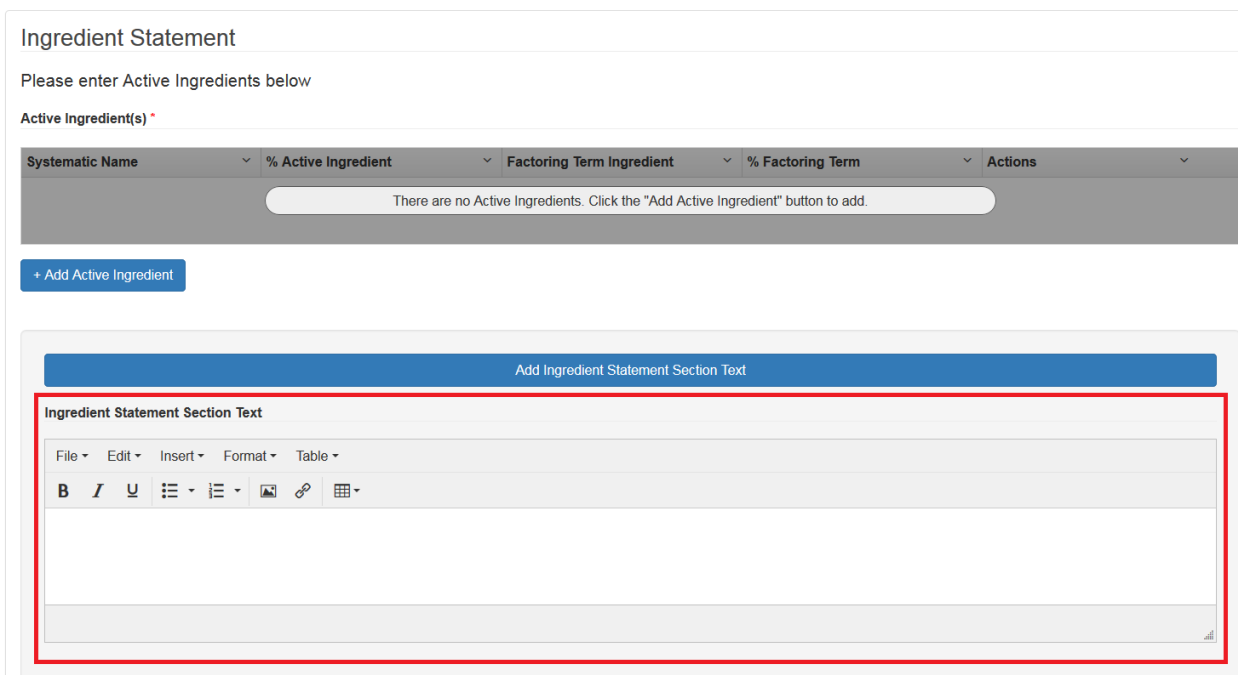 Ingredient Statement
Please enter Active Ingredients below
Active Ingredient(s) *
Systematic Name % Active Ingredient Factoring Term Ingredient % Factoring Term Actions
There are no Active Ingredients. Click the "Add Active Ingredient" button to add.
+ Add Active Ingredient
Add Ingredient Statement Section Text
Ingredient Statement Section Text
File Edit Insert Format Table
B I U